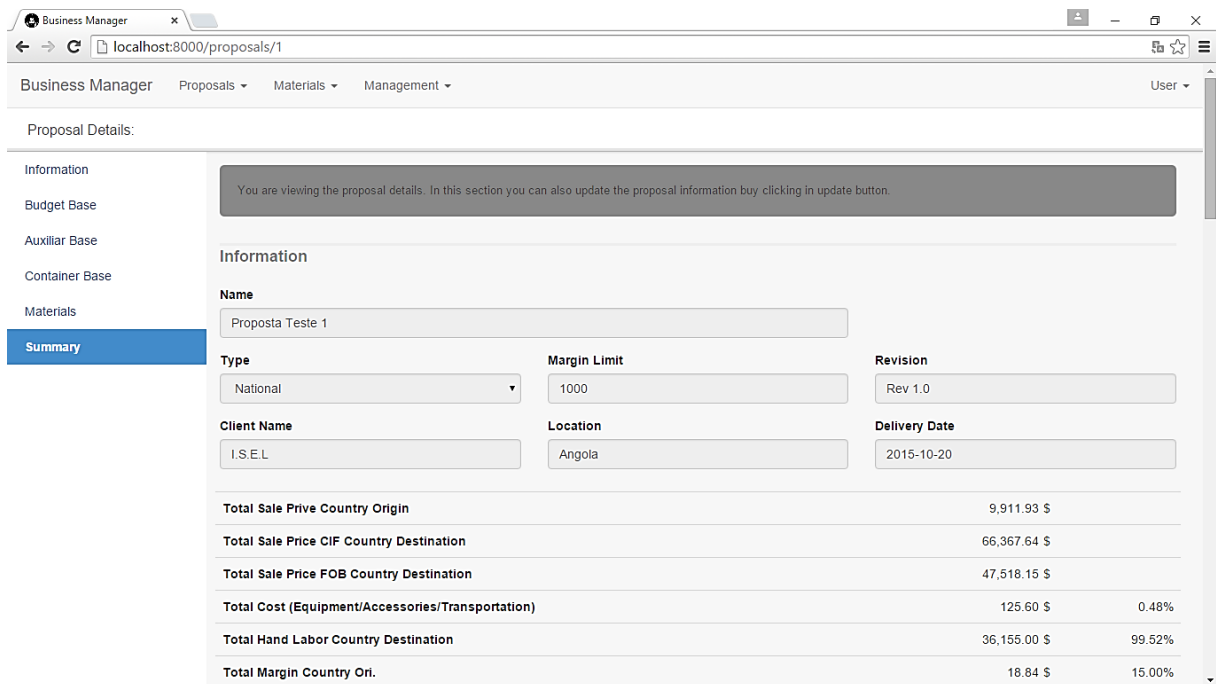 Business Manager
localhost:8000/proposals/1
Business Manager Proposals Materials Management User
Proposal Details:
Information
Budget Base
Auxiliar Base
Container Base
Materials
Summary
You are viewing the proposal details. In this section you can also update the proposal information buy clicking in update button.
Information
Name
Proposta Teste 1
Type Margin Limit Revision
National 1000 Rev 1.0
Client Name Location Delivery Date
I.S.E.L Angola 2015-10-20
Total Sale Prive Country Origin 9,911.93 $
Total Sale Price CIF Country Destination 66,367.64 $
Total Sale Price FOB Country Destination 47,518.15 $
Total Cost (Equipment/Accessories/Transportation) 125.60 $ 0.48%
Total Hand Labor Country Destination 36,155.00 $ 99.52%
Total Margin Country Ori. 18.84 $ 15.00%